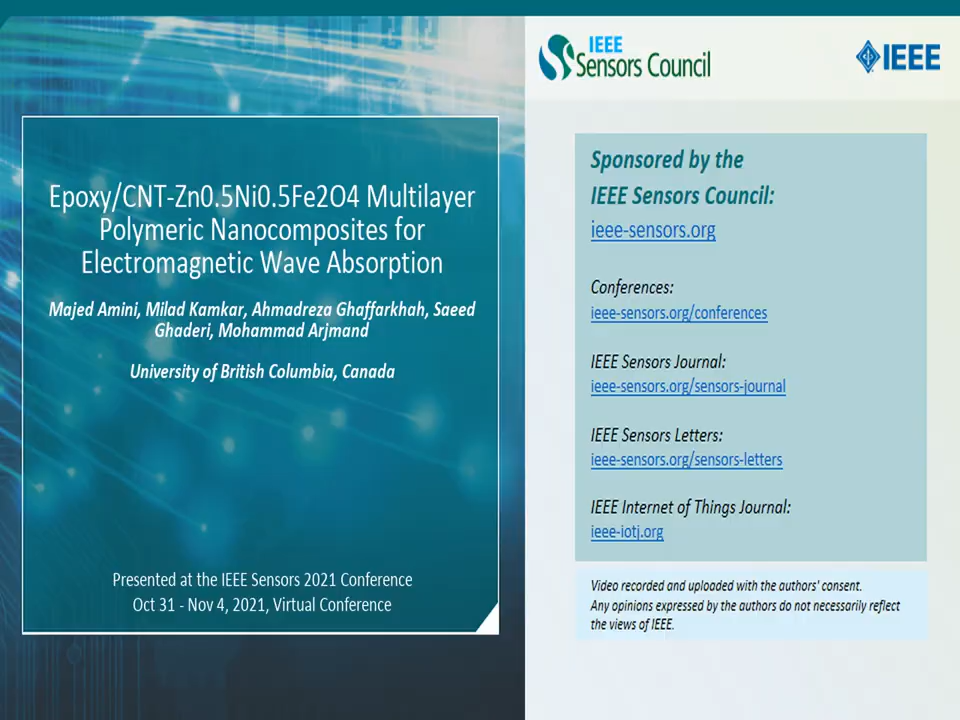 Epoxy/CNT-Zn0.5Ni0.5Fe2O4 Multilayer
Polymeric Nanocomposites for
Electromagnetic Wave Absorption
Majed Amini, Milad Kamkar, Ahmadreza Ghaffarkhah, Saeed
Ghaderi, Mohammad Arjmand
University of British Columbia, Canada
Presented at the IEEE Sensors 2021 Conference
Oct 31 - Nov 4, 2021, Virtual Conference
IEEE
Sensors Council
IEEE
Sponsored by the
IEEE Sensors Council:
ieee-sensors.org
Conferences:
ieee-sensors.org/conferences
IEEE Sensors Journal:
ieee-sensors.org/sensors-journal
IEEE Sensors Letters:
ieee-sensors.org/sensors-letters
IEEE Internet of Things Journal:
ieee-iotj.org
Video recorded and uploaded with the authors' consent.
Any opinions expressed by the authors do not necessarily reflect
the views of IEEE.